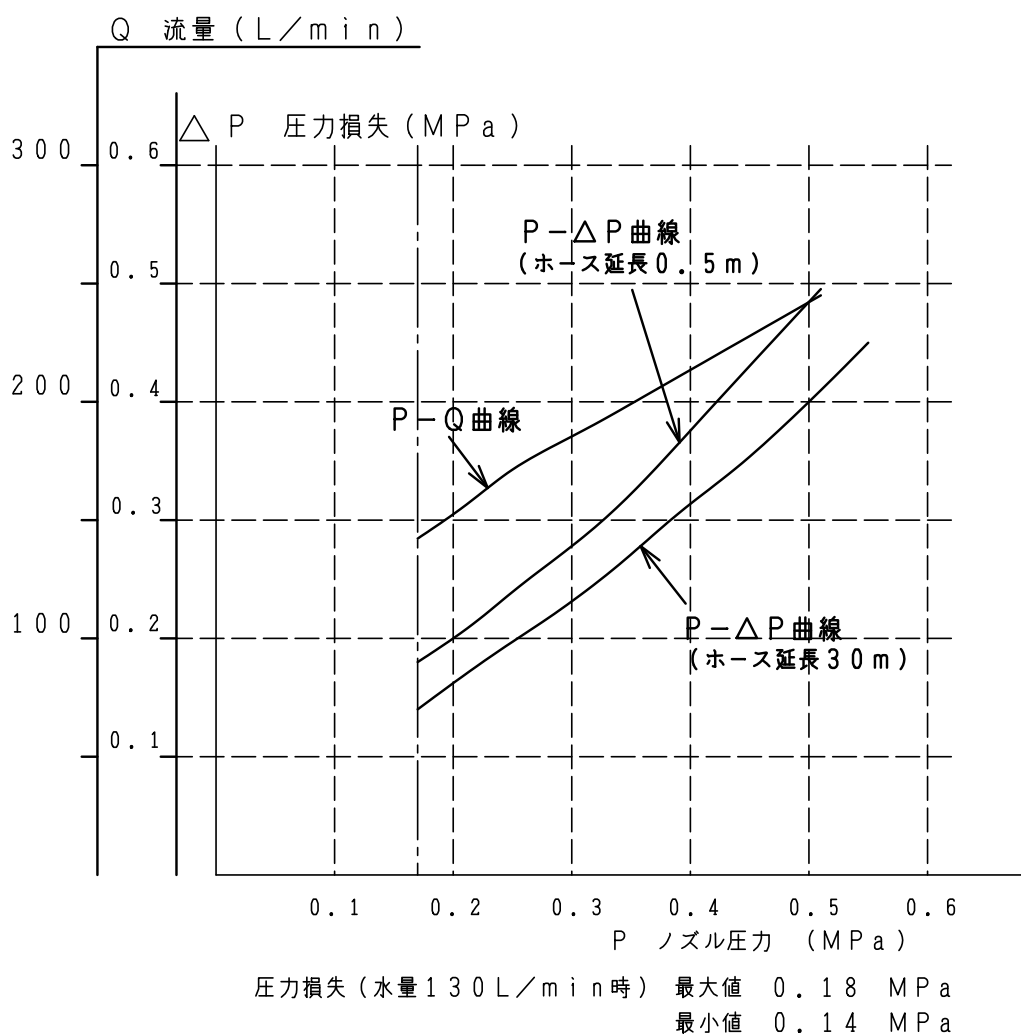 Q 流量(L/min)
△P 圧力損失(MPa)
300 0.6
0.5
200 0.4
0.3
100 0.2
0.1
P-△P曲線
(ホース延長0.5m)
P-Q曲線
P-△P曲線
(ホース延長30m)
0.1 0.2 0.3 0.4 0.5 0.6
P ノズル圧力 (MPa)
圧力損失(水量130L/min時) 最大値 0.18 MPa
最小値 0.14 MPa